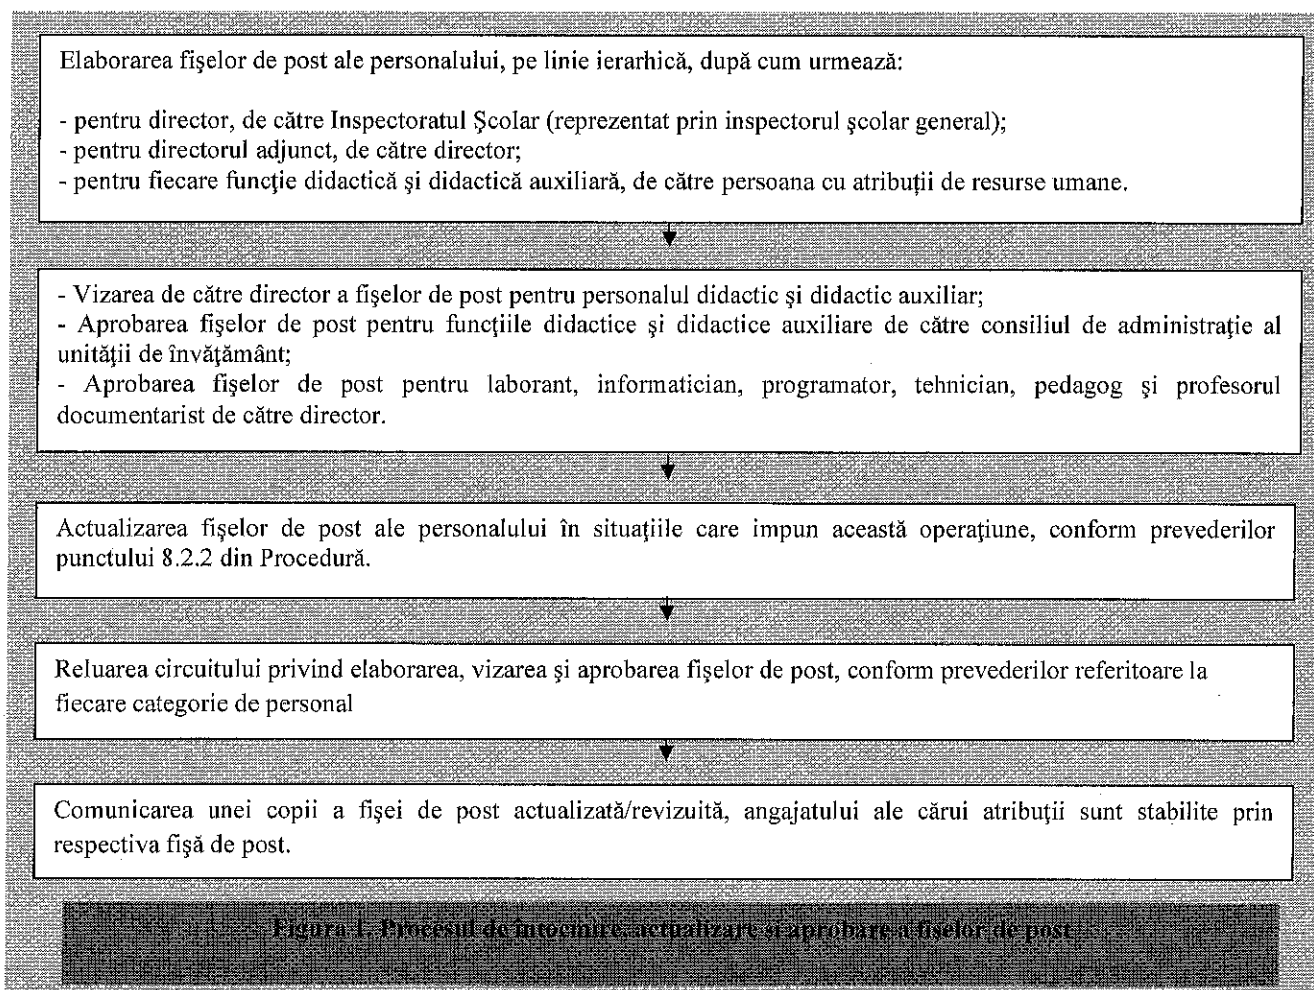 Elaborarea fişelor de post ale personalului, pe linie ierarhică, după cum urmează:
- pentru director, de către Inspectoratul Şcolar (reprezentat prin inspectorul şcolar general);
- pentru directorul adjunct, de către director;
- pentru fiecare funcţie didactică şi didactică auxiliară, de către persoana cu atribuţii de resurse umane.
- Vizarea de către director a fişelor de post pentru personalul didactic şi didactic auxiliar;
- Aprobarea fişelor de post pentru funcţiile didactice şi didactice auxiliare de către consiliul de administraţie al
unităţii de învăţământ;
- Aprobarea fişelor de post pentru laborant, informatician, programator, tehnician, pedagog şi profesorul
documentarist de către director.
Actualizarea fişelor de post ale personalului în situaţiile care impun această operaţiune, conform prevederilor
punctului 8.2.2 din Procedură.
Reluarea circuitului privind elaborarea, vizarea şi aprobarea fişelor de post, conform prevederilor referitoare la
fiecare categorie de personal
Comunicarea unei copii a fişei de post actualizată/revizuită, angajatului ale cărui atribuţii sunt stabilite prin
respectiva fişă de post.
Figura 1. Procesul de întocmire, actualizare si aprobare a fiselor de post